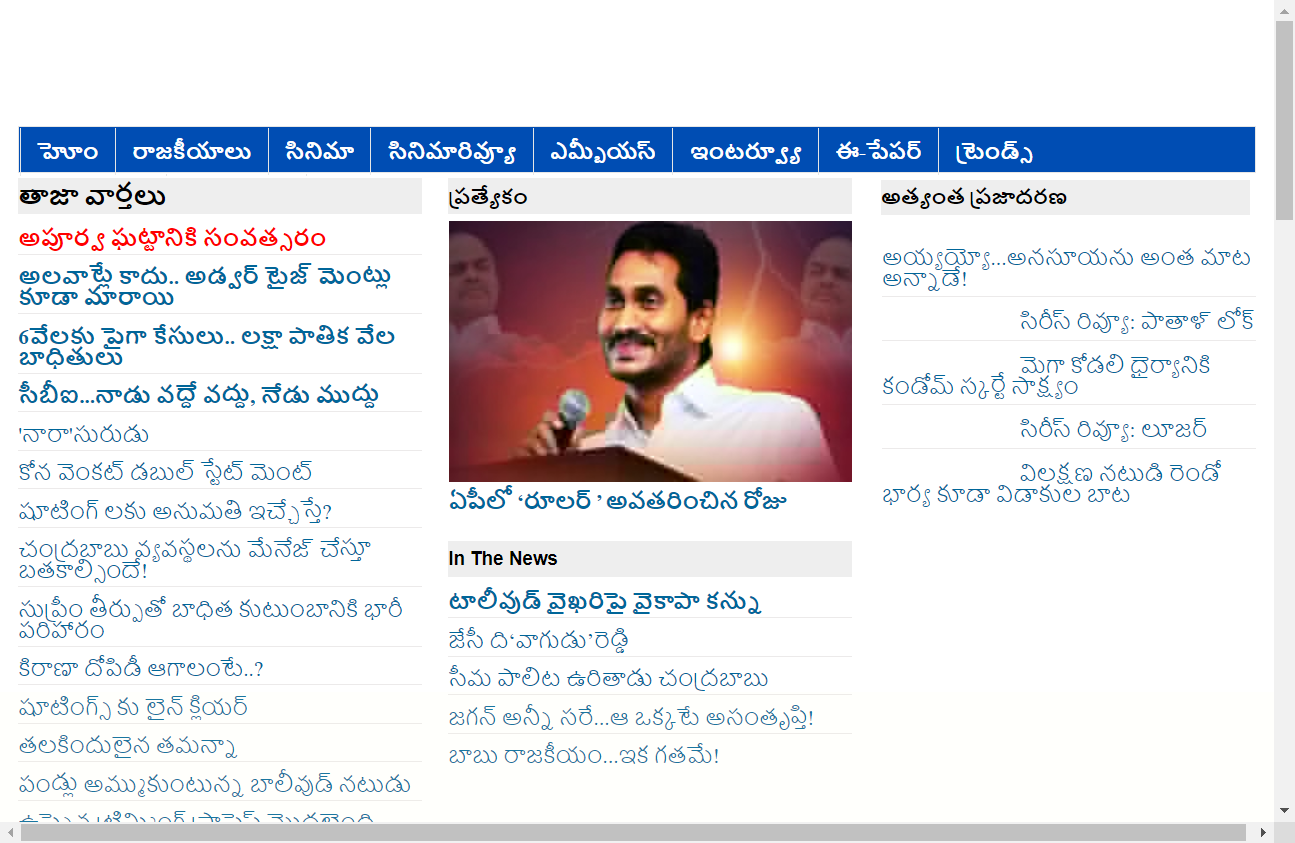 హెూం
రాజకీయాలు
సినిమా
సినిమారివ్యూ
ఎమ్బీయస్
ఇంటర్వ్యూ
ఈ-పేపర్
ట్రెండ్స్
తాజా వార్తలు
అపూర్వ ఘట్టానికి సంవత్సరం
అలవాట్లే కాదు.. అడ్వర్ టైజ్ మెంట్లు
కూడా మారాయి
6వేలకు పైగా కేసులు.. లక్షా పాతిక వేల
బాధితులు
సీబీఐ...నాడు వద్దే వద్దు, నేడు ముద్దు
'నారా'సురుడు
కోన వెంకట్ డబుల్ స్టేట్ మెంట్
షూటింగ్ లకు అనుమతి ఇచ్చేస్తే?
చంద్రబాబు వ్యవస్థలను మేనేజ్ చేస్తూ
బతకాల్సిందే!
సుప్రీం తీర్పుతో బాధిత కుటుంబానికి భారీ
పరిహారం
కిరాణా దోపిడీ ఆగాలంటే..?
షూటింగ్స్ కు లైన్ క్లియర్
తలకిందులైన తమన్నా
పండ్లు అమ్ముకుంటున్న బాలీవుడ్ నటుడు
ప్రత్యేకం
ఏపీలో ‘రూలర్ ’ అవతరించిన రోజు
In The News
టాలీవుడ్ వైఖరిపై వైకాపా కన్ను
జేసీ ది‘వాగుడు’రెడ్డి
సీమ పాలిట ఉరితాడు చంద్రబాబు
జగన్ అన్నీ సరే...ఆ ఒక్కటే అసంతృప్తి!
బాబు రాజకీయం...ఇక గతమే!
అత్యంత ప్రజాదరణ
అయ్యయ్యో...అనసూయను అంత మాట
అన్నాడే!
సిరీస్ రివ్యూ: పాతాళ్ లోక్
మెగా కోడలి ధైర్యానికి
కండోమ్ స్కర్టే సాక్ష్యం
సిరీస్ రివ్యూ: లూజర్
విలక్షణ నటుడి రెండో
భార్య కూడా విడాకుల బాట